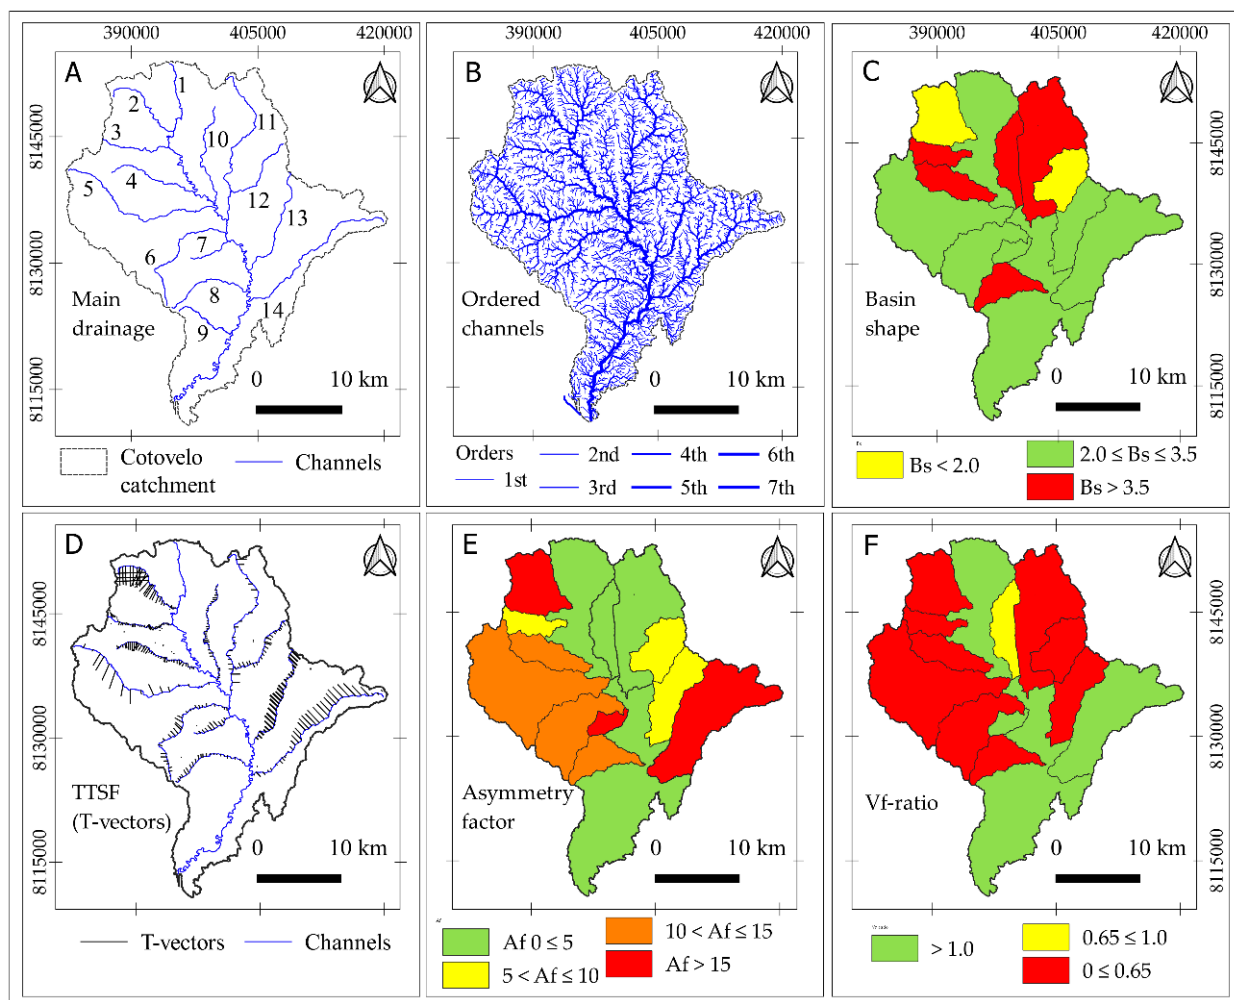 390000 405000 420000
390000 405000 420000
390000 405000 420000
A
1
2
3
4
5
6
7
8
9
10
11
12
13
14
8145000
8130000
8115000
Main
drainage
0 10 km
Cotovelo
catchment
Channels
B
Ordered
channels
0 10 km
Orders
1st
2nd
3rd
4th
5th
6th
7th
C
8145000
8130000
8115000
Basin
shape
0 10 km
Bs < 2.0
2.0 ≤ Bs ≤ 3.5
Bs > 3.5
D
8145000
8130000
8115000
TTSF
(T-vectors)
0 10 km
T-vectors
Channels
E
Asymmetry
factor
0 10 km
Af 0 ≤ 5
5 < Af ≤ 10
10 < Af ≤ 15
Af > 15
F
8145000
8130000
8115000
Vf-ratio
0 10 km
> 1.0
0.65 ≤ 1.0
0 ≤ 0.65